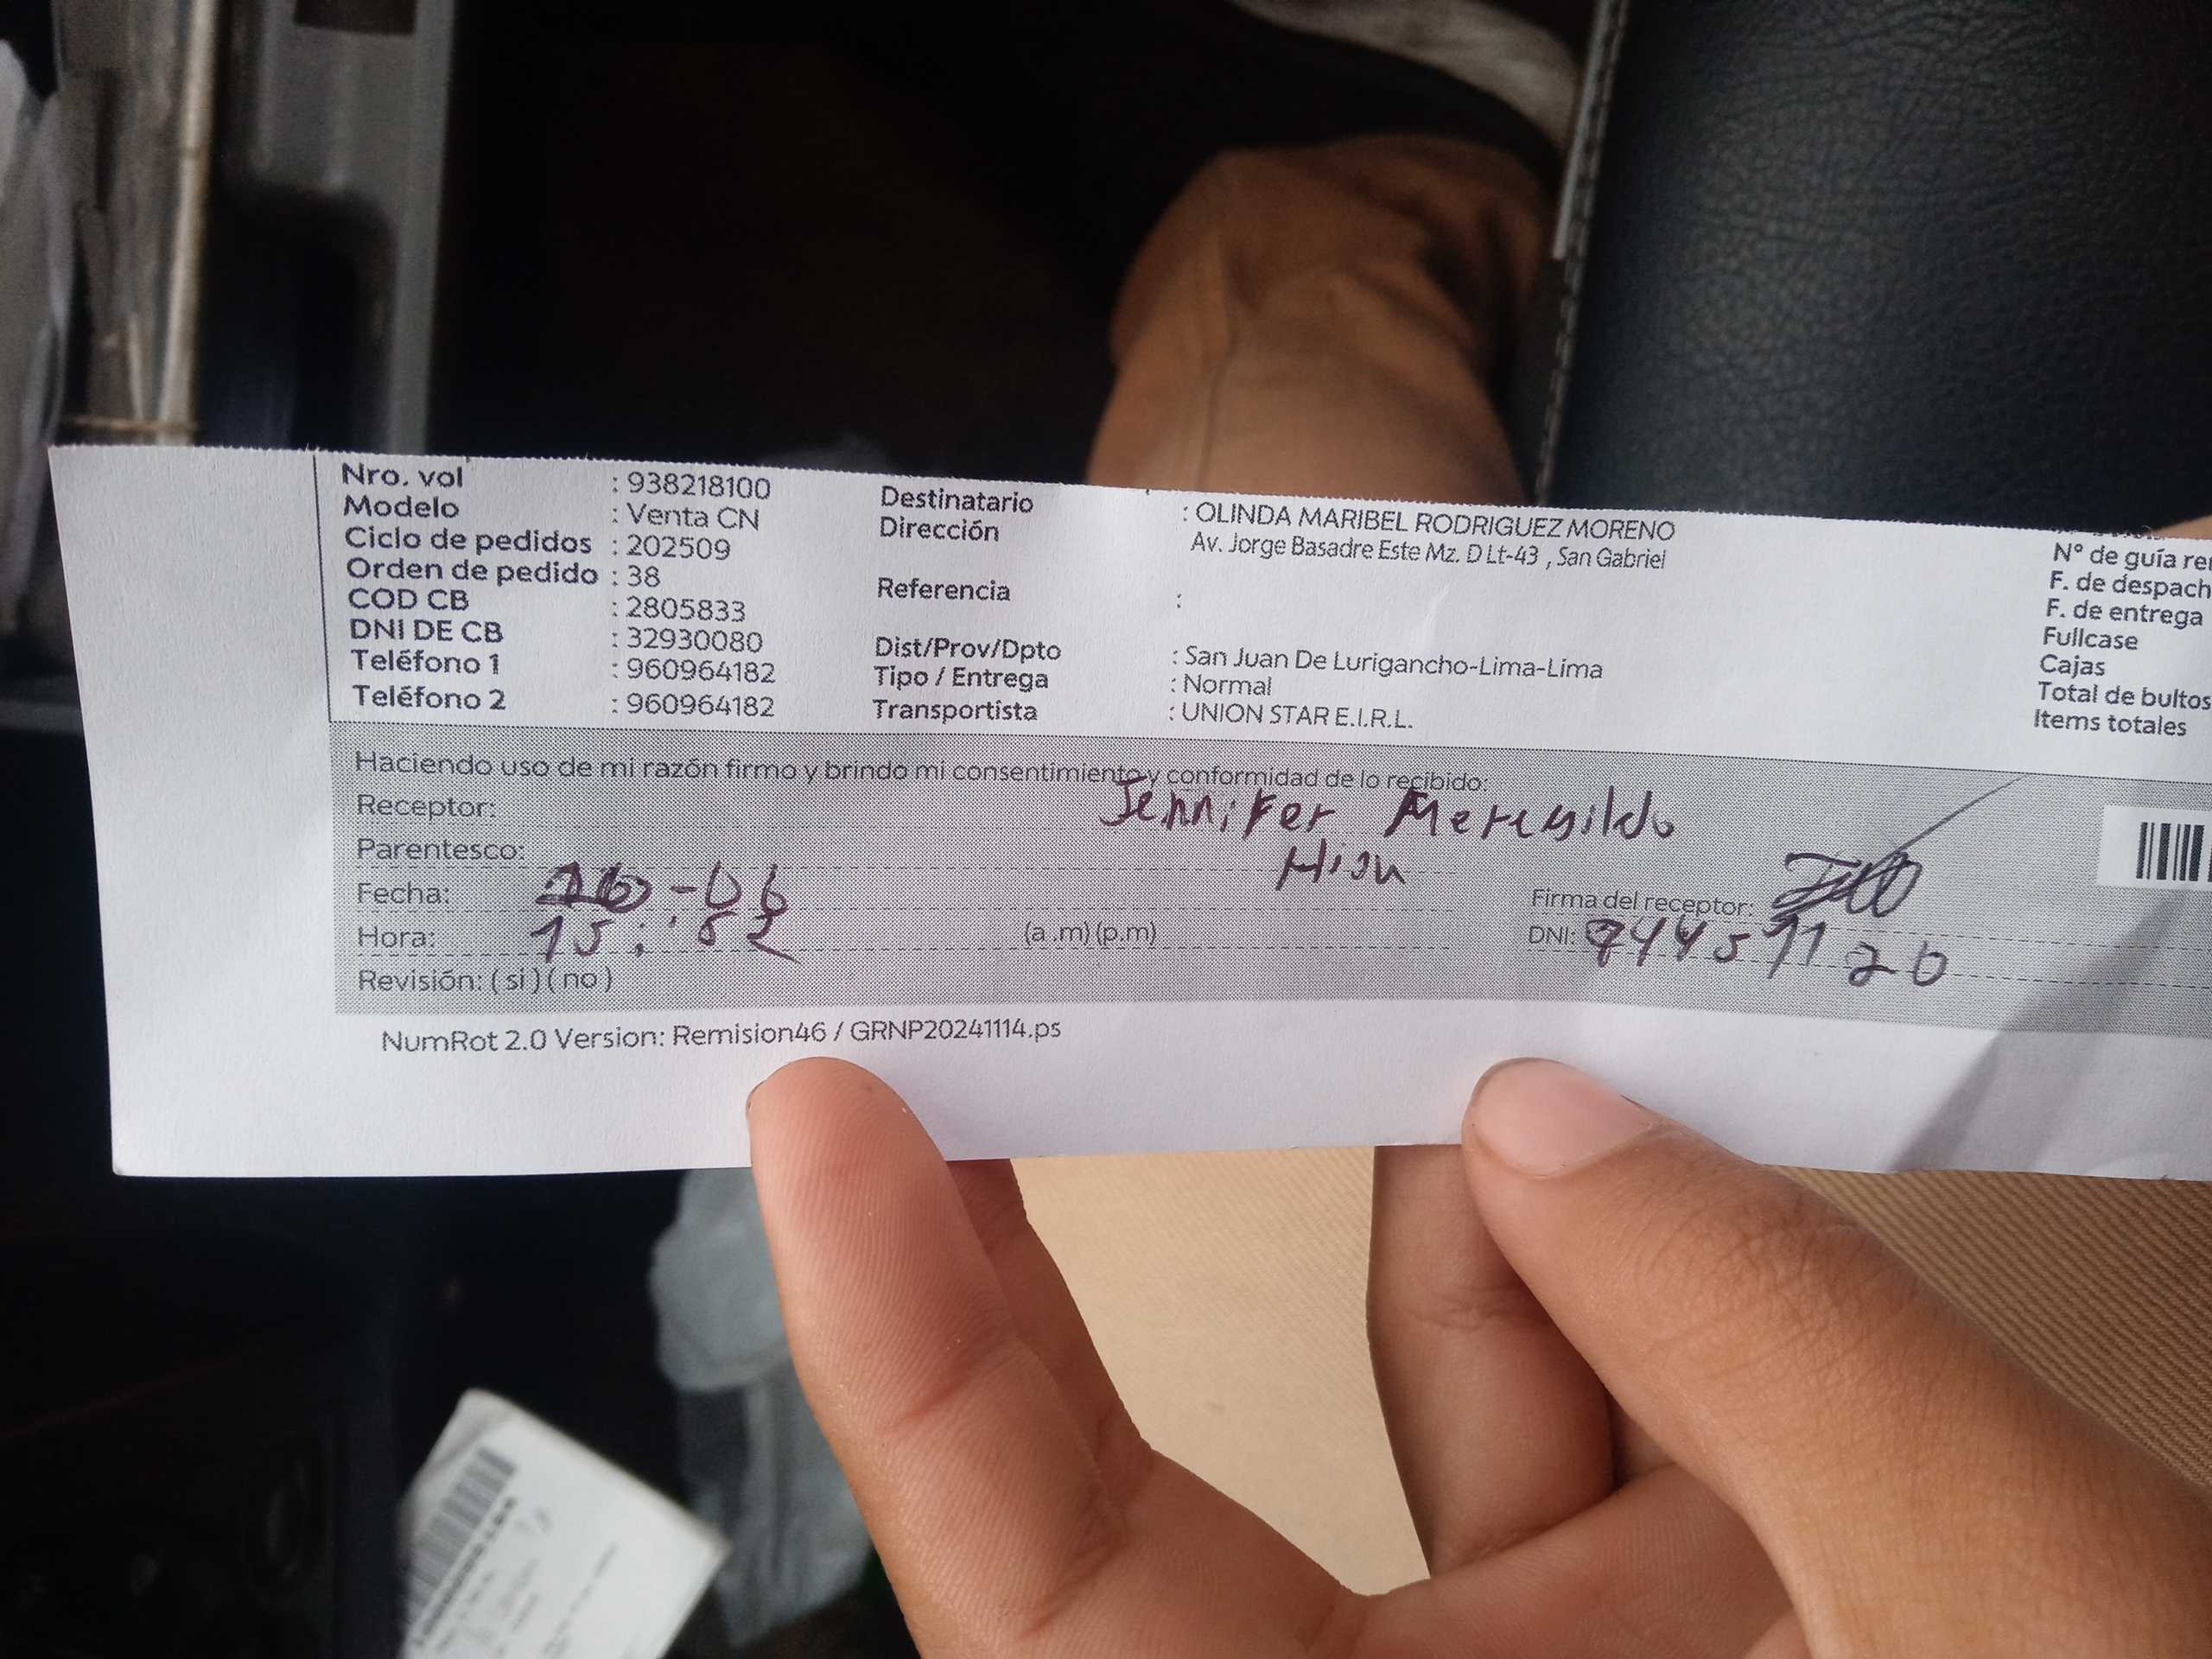 Nro. vol : 938218100
Modelo : Venta CN
Ciclo de pedidos : 202509
Orden de pedido : 38
COD CB : 2805833
DNI DE CB : 32930080
Teléfono 1 : 960964182
Teléfono 2 : 960964182
Destinatario : OLINDA MARIBEL RODRIGUEZ MORENO
Dirección Av. Jorge Basadre Este Mz. D Lt-43 , San Gabriel
Referencia :
Dist/Prov/Dpto : San Juan De Lurigancho-Lima-Lima
Tipo / Entrega : Normal
Transportista : UNION STAR E.I.R.L.
N° de guía
F. de despach
F. de entrega
Fullcase
Cajas
Total de bultos
Items totales
Haciendo uso de mi razón firmo y brindo mi consentimiento y conformidad de lo recibido:
Receptor: Jennifer
Parentesco:
Fecha: -06
Hora: 15: 52 (a .m) (p.m)
Revisión: ( si ) ( no )
Firma del receptor:
DNI:
NumRot 2.0 Version: Remision46 / GRNP20241114.ps